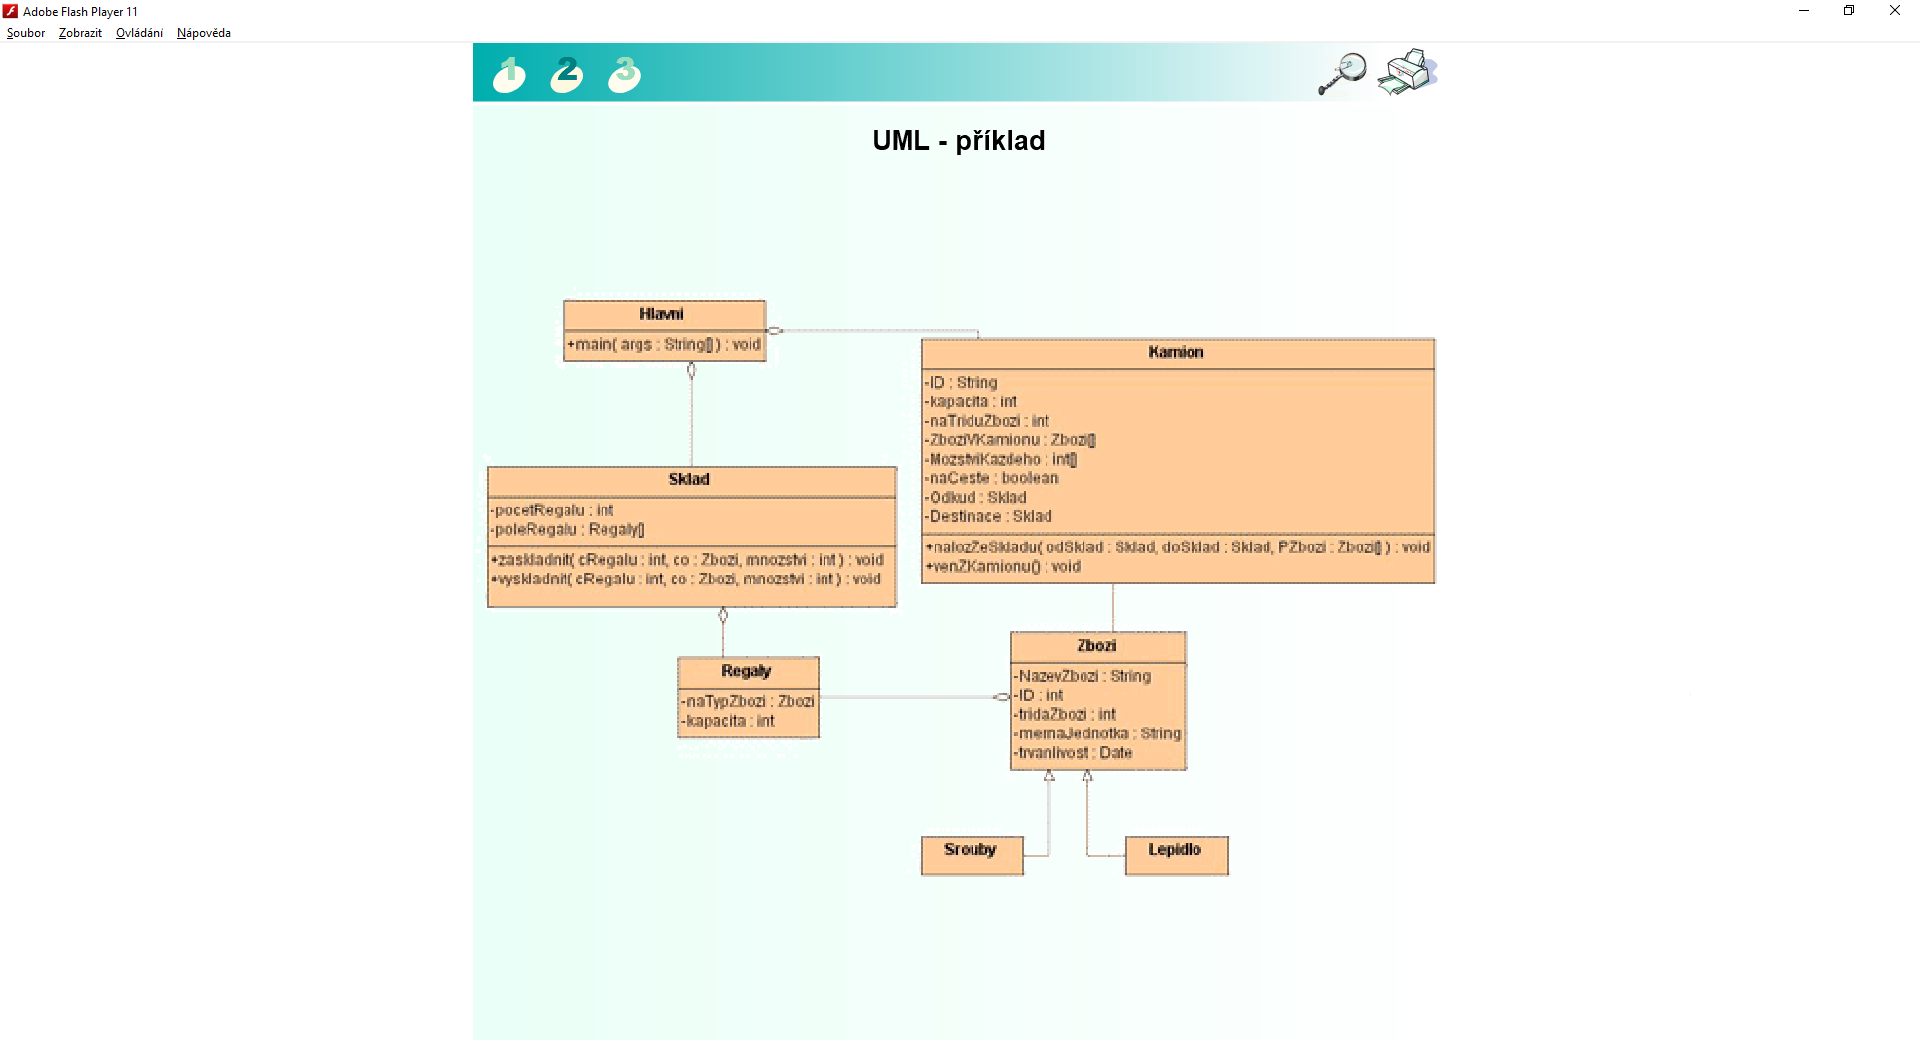 Adobe Flash Player 11
Soubor Zobrazit Ovládání Nápověda
1 2 3
UML - příklad
Hlavni
+main( args : String[] ) : void
Kamion
-ID : String
-kapacita : int
-naTriduZbozi : int
-ZboziVKamionu : Zbozi[]
-MozstviKazdeho : int[]
-naCeste : boolean
-Odkud : Sklad
-Destinace : Sklad
+nalozZeSkladu( odSklad : Sklad, doSklad : Sklad, PZbozi : Zbozi[] ) : void
+venZKamionu() : void
Sklad
-pocetRegalu : int
-poleRegalu : Regaly[]
+zaskladnit( cRegalu : int, co : Zbozi, mnozstvi : int ) : void
+vyskladnit( cRegalu : int, co : Zbozi, mnozstvi : int ) : void
Regaly
-naTypZbozi : Zbozi
-kapacita : int
Zbozi
-NazevZbozi : String
-ID : int
-tridaZbozi : int
-mernaJednotka : String
-trvanlivost : Date
Srouby
Lepidlo